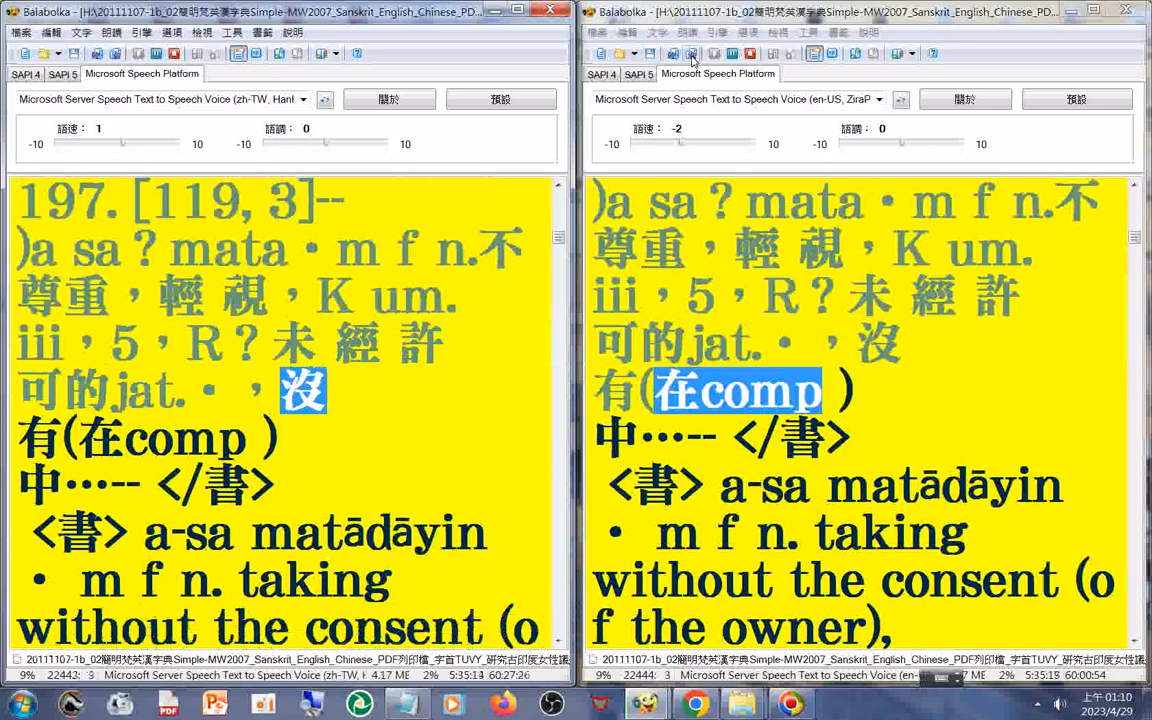 Balabolka - [H:\20111107-1b_02簡明梵英漢字典Simple-MW2007_Sanskrit_English_Chinese_PD...
檔案 編輯 文字 朗讀 引擎 選項 檢視 工具 書籤 說明
SAPI 4 SAPI 5 Microsoft Speech Platform
Microsoft Server Speech Text to Speech Voice (zh-TW, HanH 關於 預設
語速： 1 語調： 0
-10 10 -10 10
197. [119, 3]--
)a sa？mata・m f n.不
尊重，輕 視，K um.
iii，5，R？未 經 許
可的jat.・，沒
有(在comp )
中…-- </書>
<書> a-sa matādāyin
・ m f n. taking
without the consent (o
20111107-1b_02簡明梵英漢字典Simple-MW2007_Sanskrit_English_Chinese_PDF列印檔_字首TUVY_研究古印度女性議
9% 22443: 3 Microsoft Server Speech Text to Speech Voice (zh-TW, H 4.17 ME 2% 5:35:14 60:27:26
Balabolka - [H:\20111107-1b_02簡明梵英漢字典Simple-MW2007_Sanskrit_English_Chinese_PD...
檔案 編輯 文字 朗讀 引擎 選項 檢視 工具 書籤 說明
SAPI 4 SAPI 5 Microsoft Speech Platform
Microsoft Server Speech Text to Speech Voice (en-US, ZiraP 關於 預設
語速： -2 語調： 0
-10 10 -10 10
)a sa？mata・m f n.不
尊重，輕 視，K um.
iii，5，R？未 經 許
可的jat.・，沒
有(在comp )
中…-- </書>
<書> a-sa matādāyin
・ m f n. taking
without the consent (o
f the owner),
20111107-1b_02簡明梵英漢字典Simple-MW2007_Sanskrit_English_Chinese_PDF列印檔_字首TUVY_研究古印度女性議
9% 22444: 3 Microsoft Server Speech Text to Speech Voice (en-US, 4.17 ME 2% 5:35:15 60:00:54
上午 01:10
2023/4/29